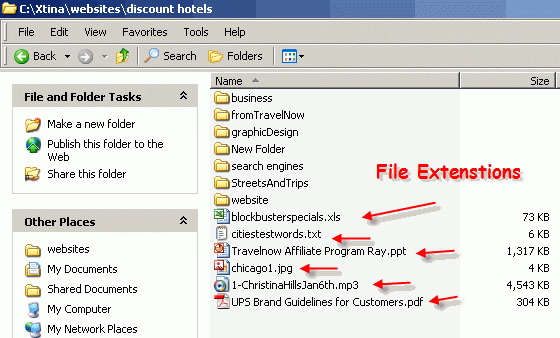 C:\Xtina\websites\discount hotels
File Edit View Favorites Tools Help
Back Search Folders
Name Size
File and Folder Tasks
Make a new folder
Publish this folder to the
Web
Share this folder
Other Places
websites
My Documents
Shared Documents
My Computer
My Network Places
business
fromTravelNow
graphicDesign
New Folder
search engines
StreetsAndTrips
website
File Extenstions
blockbusterspecials.xls 73 KB
citiestestwords.txt 6 KB
Travelnow Affiliate Program Ray.ppt 1,317 KB
chicago1.jpg 4 KB
1-ChristinaHillsJan6th.mp3 4,543 KB
UPS Brand Guidelines for Customers.pdf 304 KB